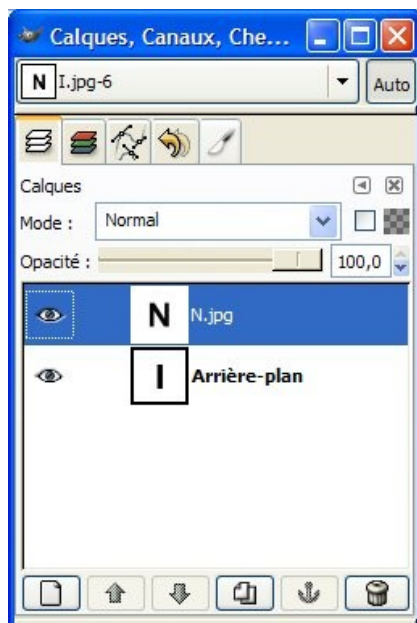 Calques, Canaux, Che...
N I.jpg-6 Auto
Calques
Mode : Normal
Opacité : 100,0
N N.jpg
I Arrière-plan